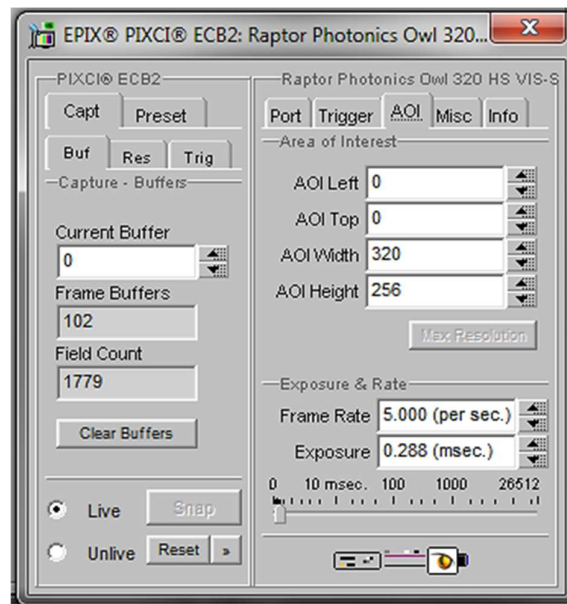 EPIX® PIXCI® ECB2: Raptor Photonics Owl 320...
PIXCI® ECB2
Capt Preset
Buf Res Trig
Capture - Buffers
Current Buffer
0
Frame Buffers
102
Field Count
1779
Clear Buffers
Live Snap
Unlive Reset »
Raptor Photonics Owl 320 HS VIS-S
Port Trigger AOI Misc Info
Area of Interest
AOI Left 0
AOI Top 0
AOI Width 320
AOI Height 256
Max Resolution
Exposure & Rate
Frame Rate 5.000 (per sec.)
Exposure 0.288 (msec.)
0 10 msec. 100 1000 26512